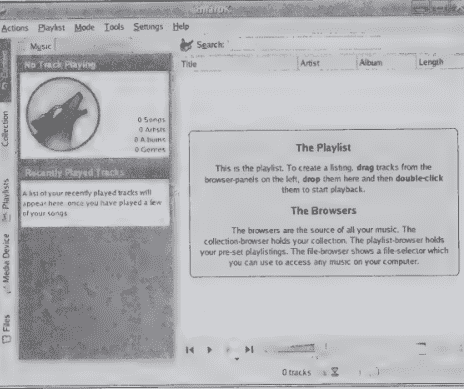 amaroK
Actions Playlist Mode Tools Settings Help
Music
Search:
Title Artist Album Length
No Track Playing
0 Songs
0 Artists
0 Albums
0 Genres
Recently Played Tracks
A list of your recently played tracks will
appear here, once you have played a few
of your songs.
Collection
Playlists
Media Device
Files
The Playlist
This is the playlist. To create a listing, drag tracks from the
browser-panels on the left, drop them here and then double-click
them to start playback.
The Browsers
The browsers are the source of all your music. The
collection-browser holds your collection. The playlist-browser holds
your pre-set playlistings. The file-browser shows a file-selector which
you can use to access any music on your computer.
0 tracks